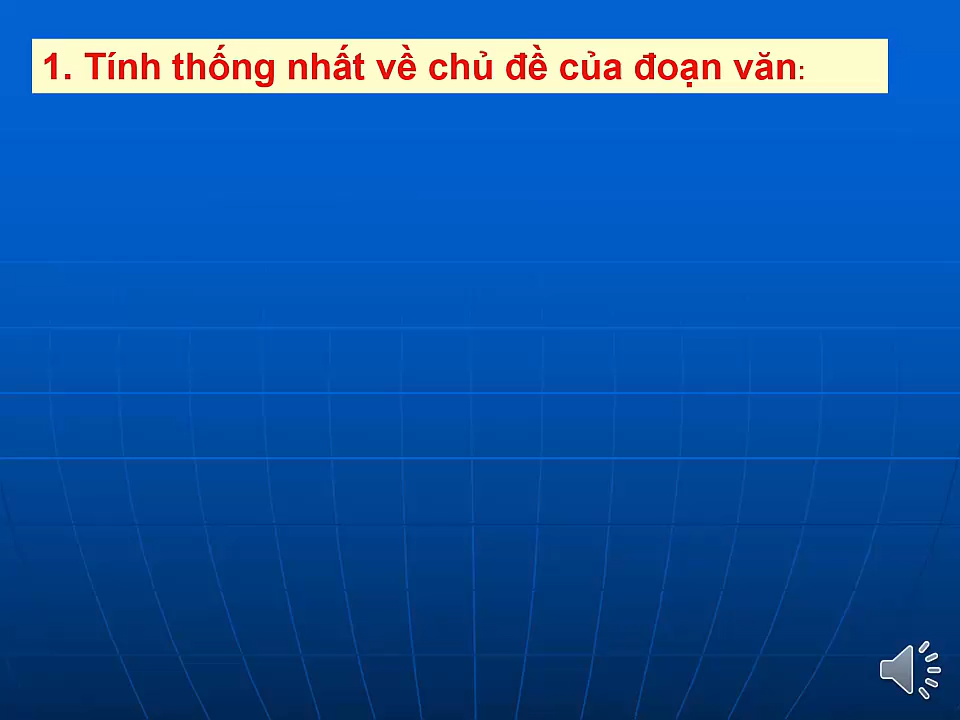 1. Tính thống nhất về chủ đề của đoạn văn: